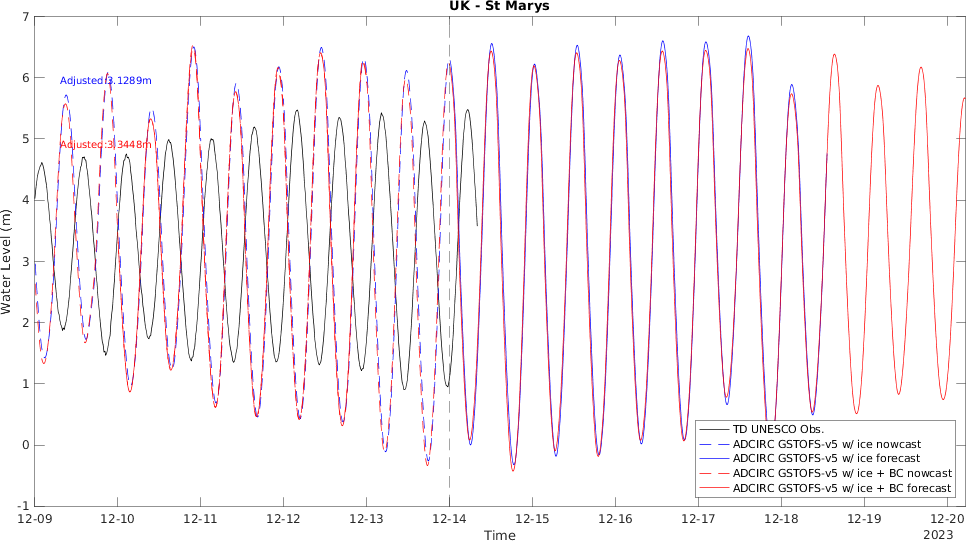 UK - St Marys
7
6
5
4
3
2
1
0
-1
Water Level (m)
Adjusted:3.1289m
Adjusted:3.3448m
TD UNESCO Obs.
ADCIRC GSTOFS-v5 w/ ice nowcast
ADCIRC GSTOFS-v5 w/ ice forecast
ADCIRC GSTOFS-v5 w/ ice + BC nowcast
ADCIRC GSTOFS-v5 w/ ice + BC forecast
12-09 12-10 12-11 12-12 12-13 12-14 12-15 12-16 12-17 12-18 12-19 12-20
Time
2023